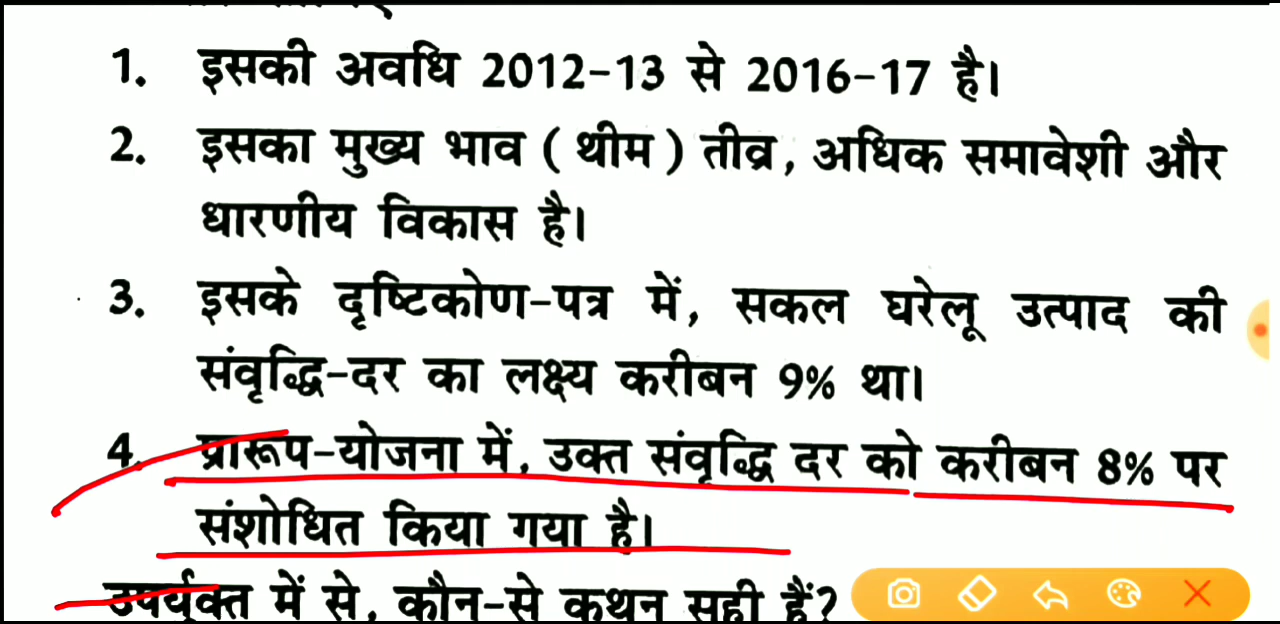 1. इसकी अवधि 2012-13 से 2016-17 है।
2. इसका मुख्य भाव ( थीम ) तीव्र, अधिक समावेशी और
धारणीय विकास है।
3. इसके दृष्टिकोण-पत्र में, सकल घरेलू उत्पाद की
संवृद्धि-दर का लक्ष्य करीबन 9% था।
4. प्रारूप-योजना में, उक्त संवृद्धि दर को करीबन 8% पर
संशोधित किया गया है।
उपर्युक्त में से, कौन-से कथन सही हैं?